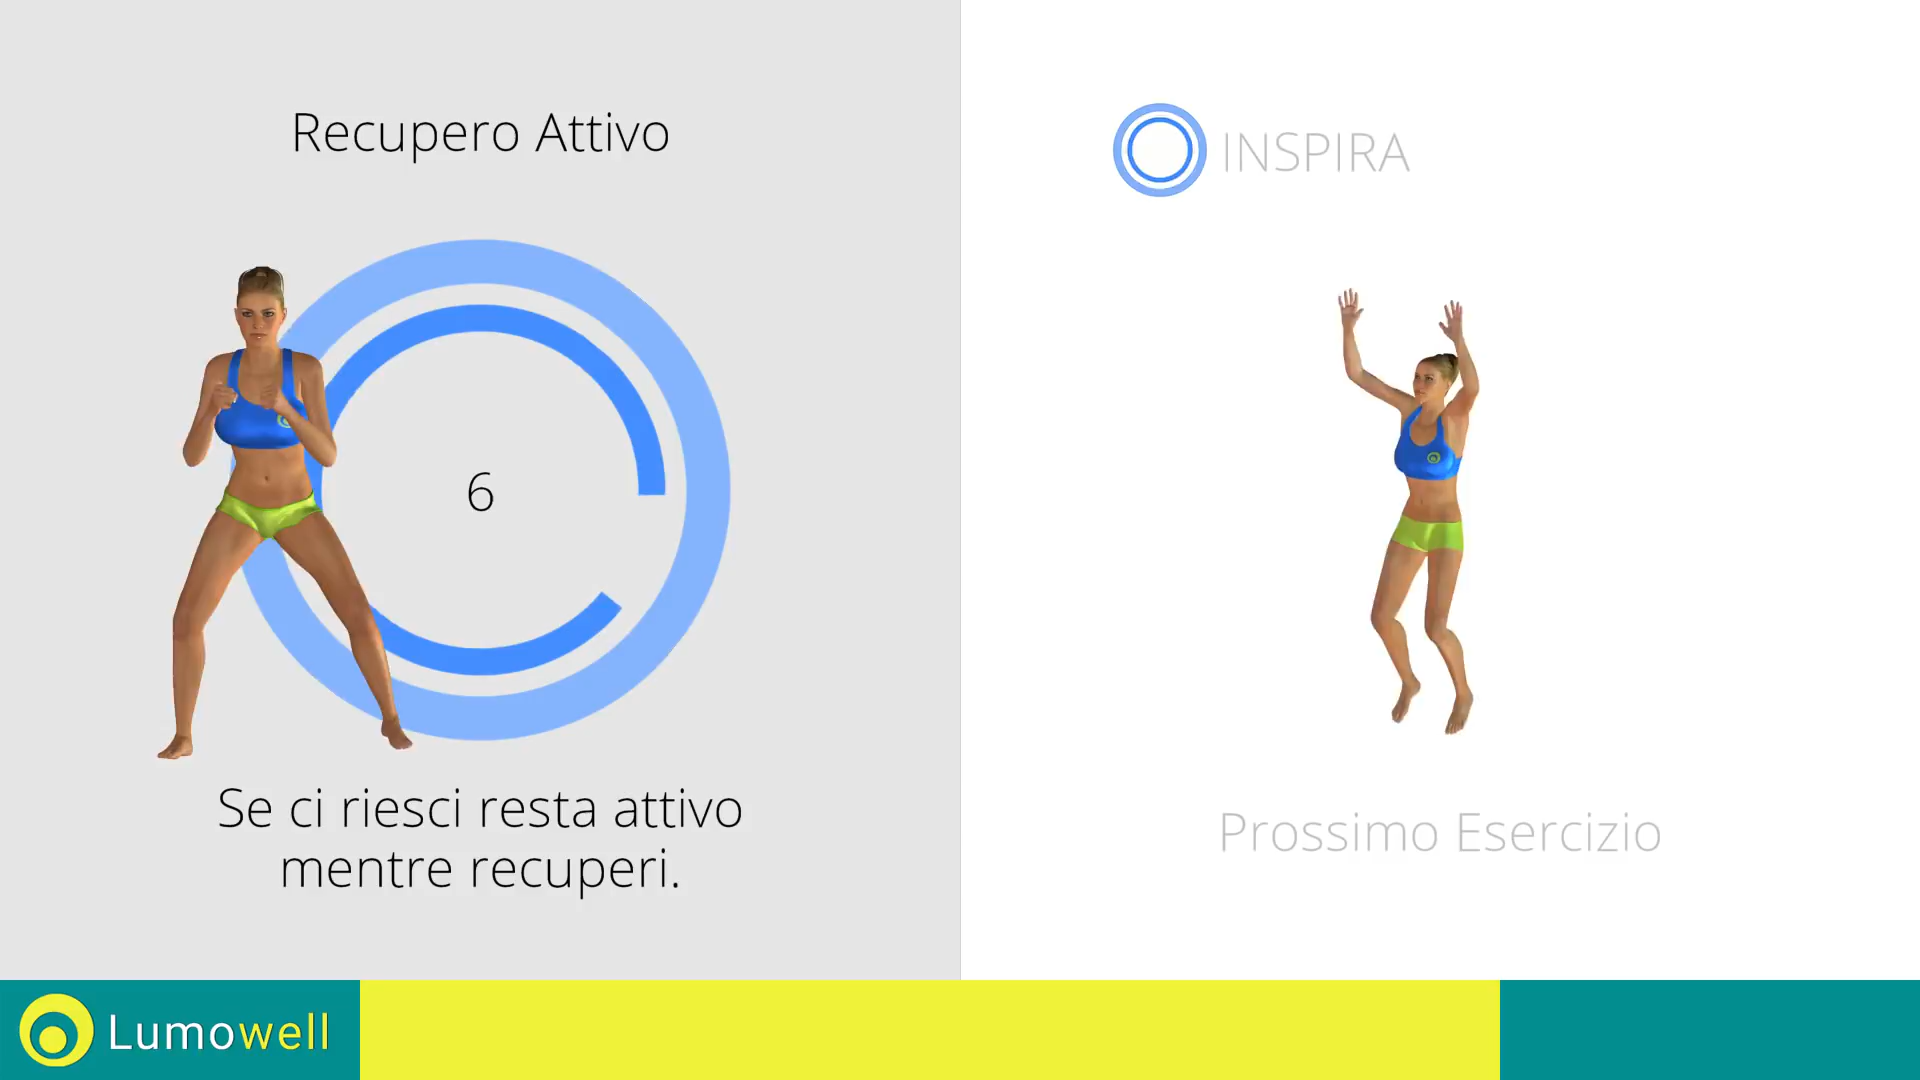 Recupero Attivo
6
Se ci riesci resta attivo
mentre recuperi.
INSPIRA
Prossimo Esercizio
Lumowell